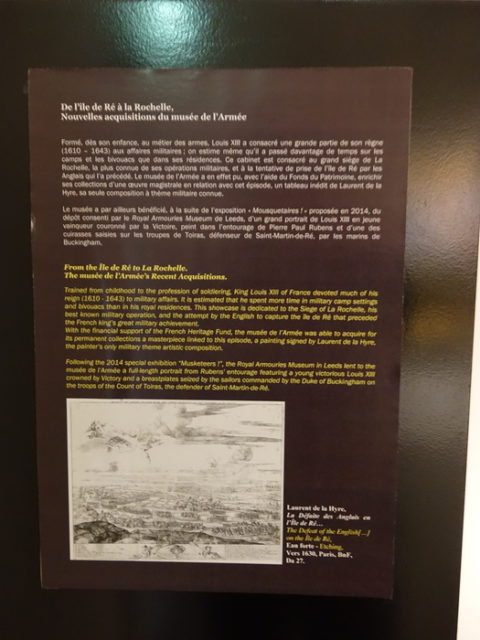 De l'île de Ré à la Rochelle,
Nouvelles acquisitions du musée de l'Armée
Formé, dès son enfance, au métier des armes, Louis XIII a consacré une grande partie de son règne
(1610 – 1643) aux affaires militaires ; on estime même qu'il a passé davantage de temps sur les
camps et les bivouacs que dans ses résidences. Ce cabinet est consacré au grand siège de La
Rochelle, la plus connue de ses opérations militaires, et à la tentative de prise de l'île de Ré par les
Anglais qui l'a précédé. Le musée de l'Armée a en effet pu, avec l'aide du Fonds du Patrimoine, enrichir
ses collections d'une œuvre magistrale en relation avec cet épisode, un tableau inédit de Laurent de la
Hyre, sa seule composition à thème militaire connue.
Le musée a par ailleurs bénéficié, à la suite de l'exposition « Mousquetaires ! » proposée en 2014, du
dépôt consenti par le Royal Armouries Museum de Leeds, d'un grand portrait de Louis XIII en jeune
vainqueur couronné par la Victoire, peint dans l'entourage de Pierre Paul Rubens et d'une des
cuirasses saisies sur les troupes de Toiras, défenseur de Saint-Martin-de-Ré, par les marins de
Buckingham.
From the Île de Ré to La Rochelle.
The musée de l'Armée's Recent Acquisitions.
Trained from childhood to the profession of soldiering, King Louis XIII of France devoted much of his
reign (1610 - 1643) to military affairs. It is estimated that he spent more time in military camp settings
and bivouacs than in his royal residences. This showcase is dedicated to the Siege of La Rochelle, his
best known military operation, and the attempt by the English to capture the île de Ré that preceded
the French king's great military achievement.
With the financial support of the French Heritage Fund, the musée de l'Armée was able to acquire for
its permanent collections a masterpiece linked to this episode, a painting signed by Laurent de la Hyre,
the painter's only military theme artistic composition.
Following the 2014 special exhibition "Musketeers !", the Royal Armouries Museum in Leeds lent to the
musée de l'Armée a full-length portrait from Rubens' entourage featuring a young victorious Louis XIII
crowned by Victory and a breastplates seized by the sailors commanded by the Duke of Buckingham on
the troops of the Count of Toiras, the defender of Saint-Martin-de-Ré.
Laurent de la Hyre,
La Défaite des Anglais en
l'Île de Ré...
The Defeat of the English[...]
on the Île de Ré,
Eau forte - Etching,
Vers 1630, Paris, BnF,
Da 27.